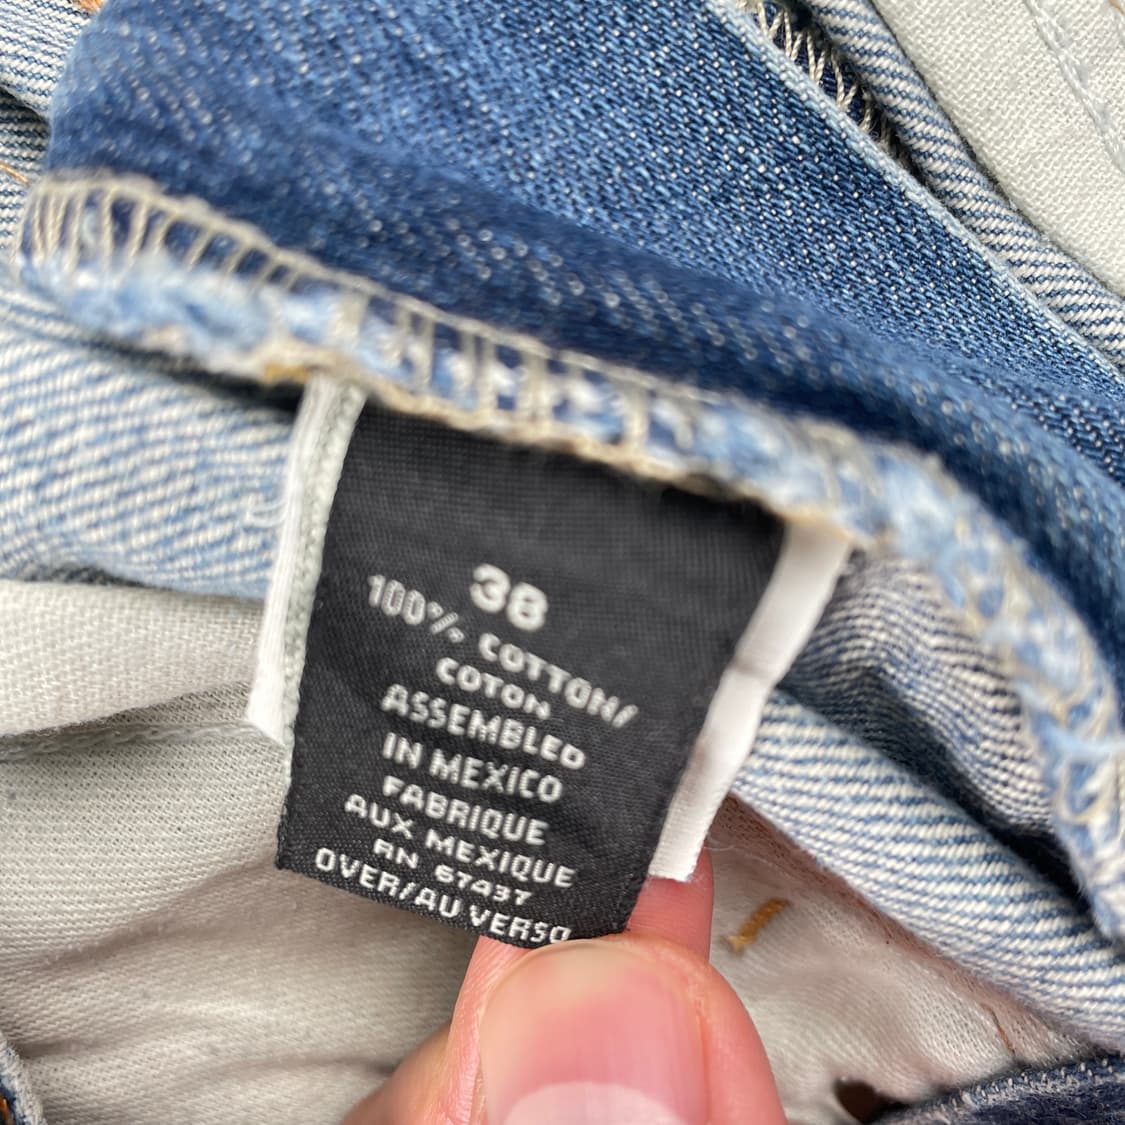 38
100% COTTON/
COTON
ASSEMBLED
IN MEXICO
FABRIQUE
AUX MEXIQUE
RN 67437
OVER/AU VERSO